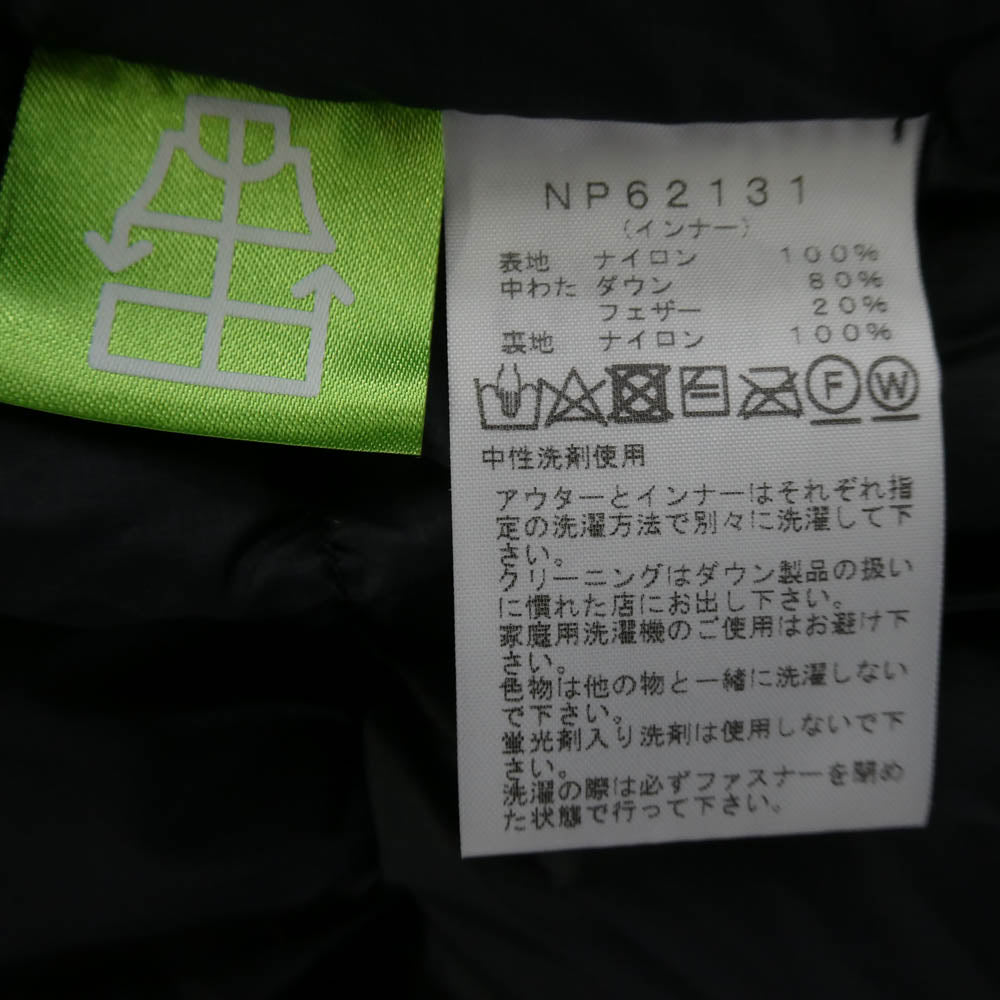 NP62131
(インナー)
表地 ナイロン 100%
中わた ダウン 80%
フェザー 20%
裏地 ナイロン 100%
F W
中性洗剤使用
アウターとインナーはそれぞれ指
定の洗濯方法で別々に洗濯して下
さい。
クリーニングはダウン製品の扱い
に慣れた店にお出し下さい。
家庭用洗濯機のご使用はお避け下
さい。
色物は他の物と一緒に洗濯しない
で下さい。
蛍光剤入り洗剤は使用しないで下
さい。
洗濯の際は必ずファスナーを閉め
た状態で行って下さい。